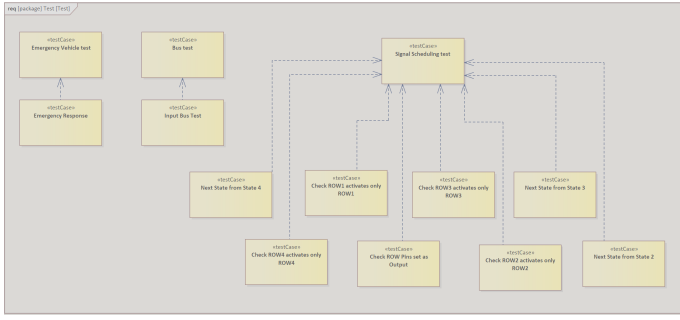 req [package] Test [Test]
«testCase»
Emergency Vehicle test
«testCase»
Bus test
«testCase»
Signal Scheduling test
«testCase»
Emergency Response
«testCase»
Input Bus Test
«testCase»
Next State from State 4
«testCase»
Check ROW1 activates only
ROW1
«testCase»
Check ROW3 activates only
ROW3
«testCase»
Next State from State 3
«testCase»
Check ROW4 activates only
ROW4
«testCase»
Check ROW Pins set as
Output
«testCase»
Check ROW2 activates only
ROW2
«testCase»
Next State from State 2